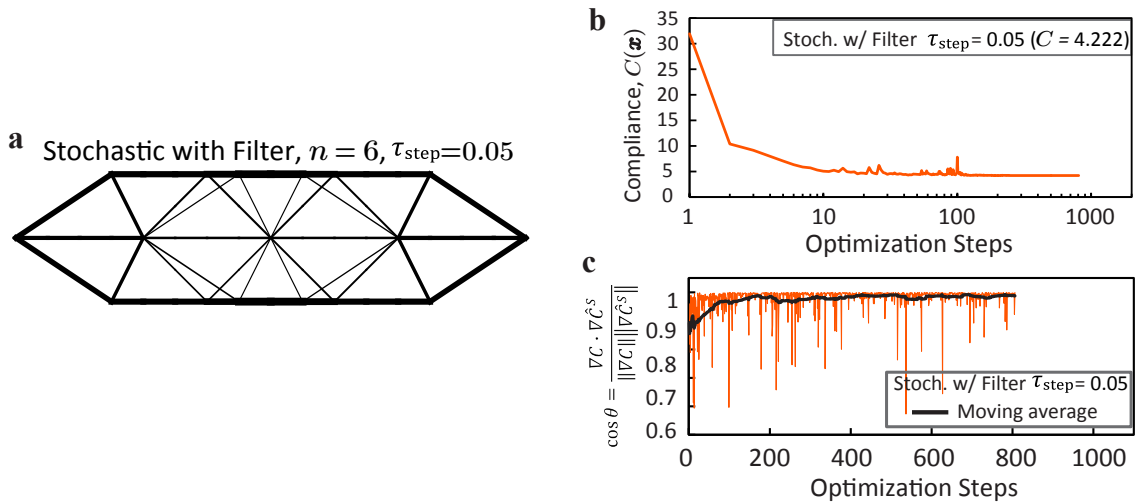 a
Stochastic with Filter, n = 6, τstep=0.05
b
Compliance, C(x)
35
30
25
20
15
10
5
0
Stoch. w/ Filter τstep= 0.05 (C = 4.222)
1 10 100 1000
Optimization Steps
c
cos θ = ∇C · ∇Ĉˢ / ‖∇C‖‖∇Ĉˢ‖
1
0.9
0.8
0.7
0.6
Stoch. w/ Filter τstep= 0.05
Moving average
0 200 400 600 800 1000
Optimization Steps